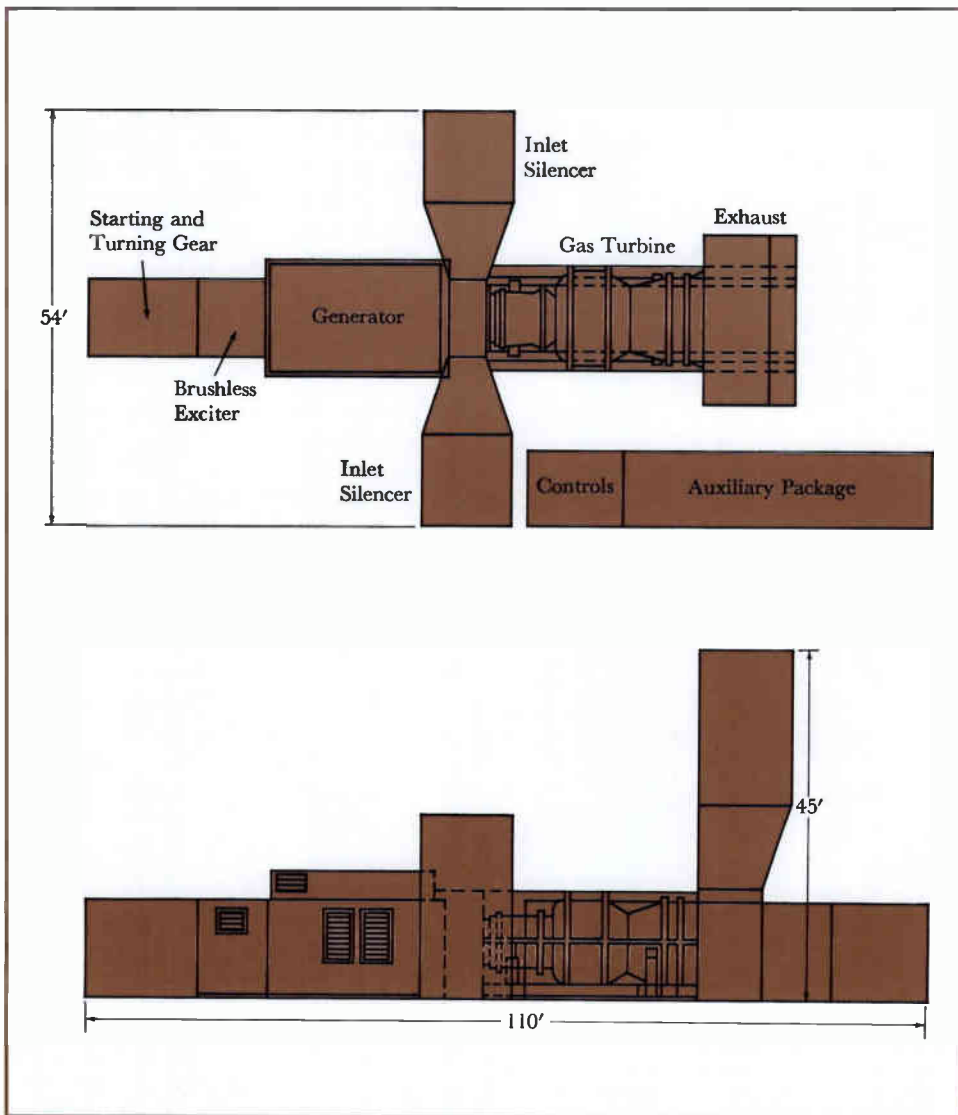 Inlet
Silencer
Starting and
Turning Gear
Exhaust
Gas Turbine
54′
Generator
Brushless
Exciter
Inlet
Silencer
Controls
Auxiliary Package
45′
110′